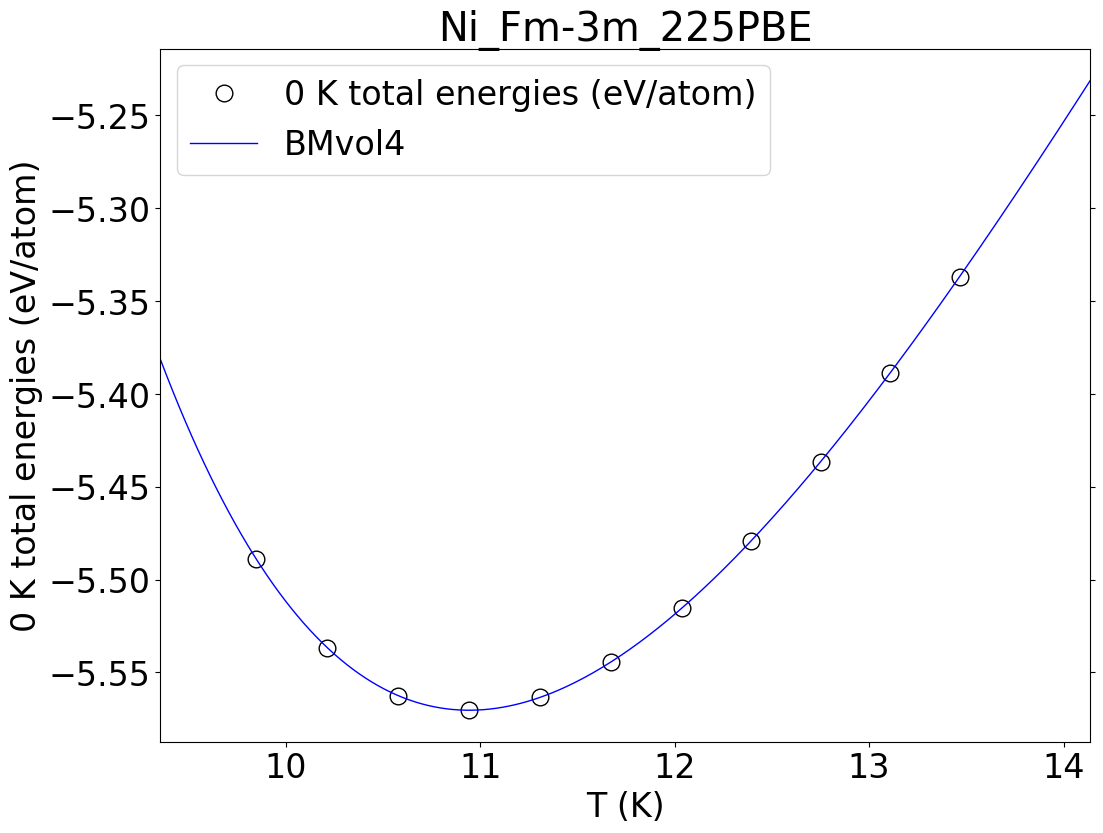 Ni_Fm-3m_225PBE
0 K total energies (eV/atom)
BMvol4
0 K total energies (eV/atom)
−5.25
−5.30
−5.35
−5.40
−5.45
−5.50
−5.55
10
11
12
13
14
T (K)